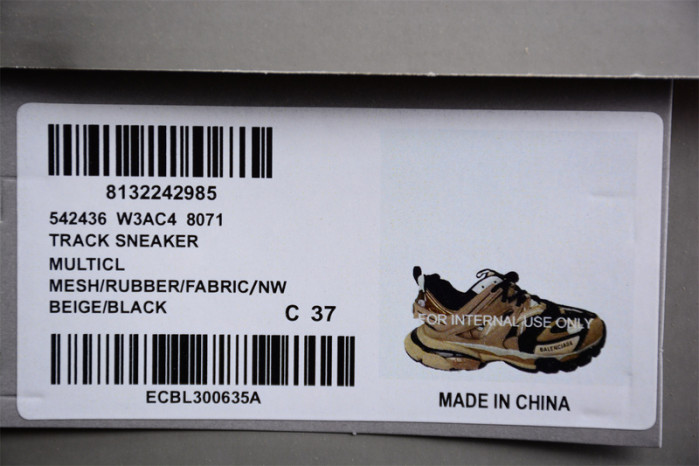 8132242985
542436 W3AC4 8071
TRACK SNEAKER
MULTICL
MESH/RUBBER/FABRIC/NW
BEIGE/BLACK
C 37
ECBL300635A
FOR INTERNAL USE ONLY
BALENCIAGA
MADE IN CHINA